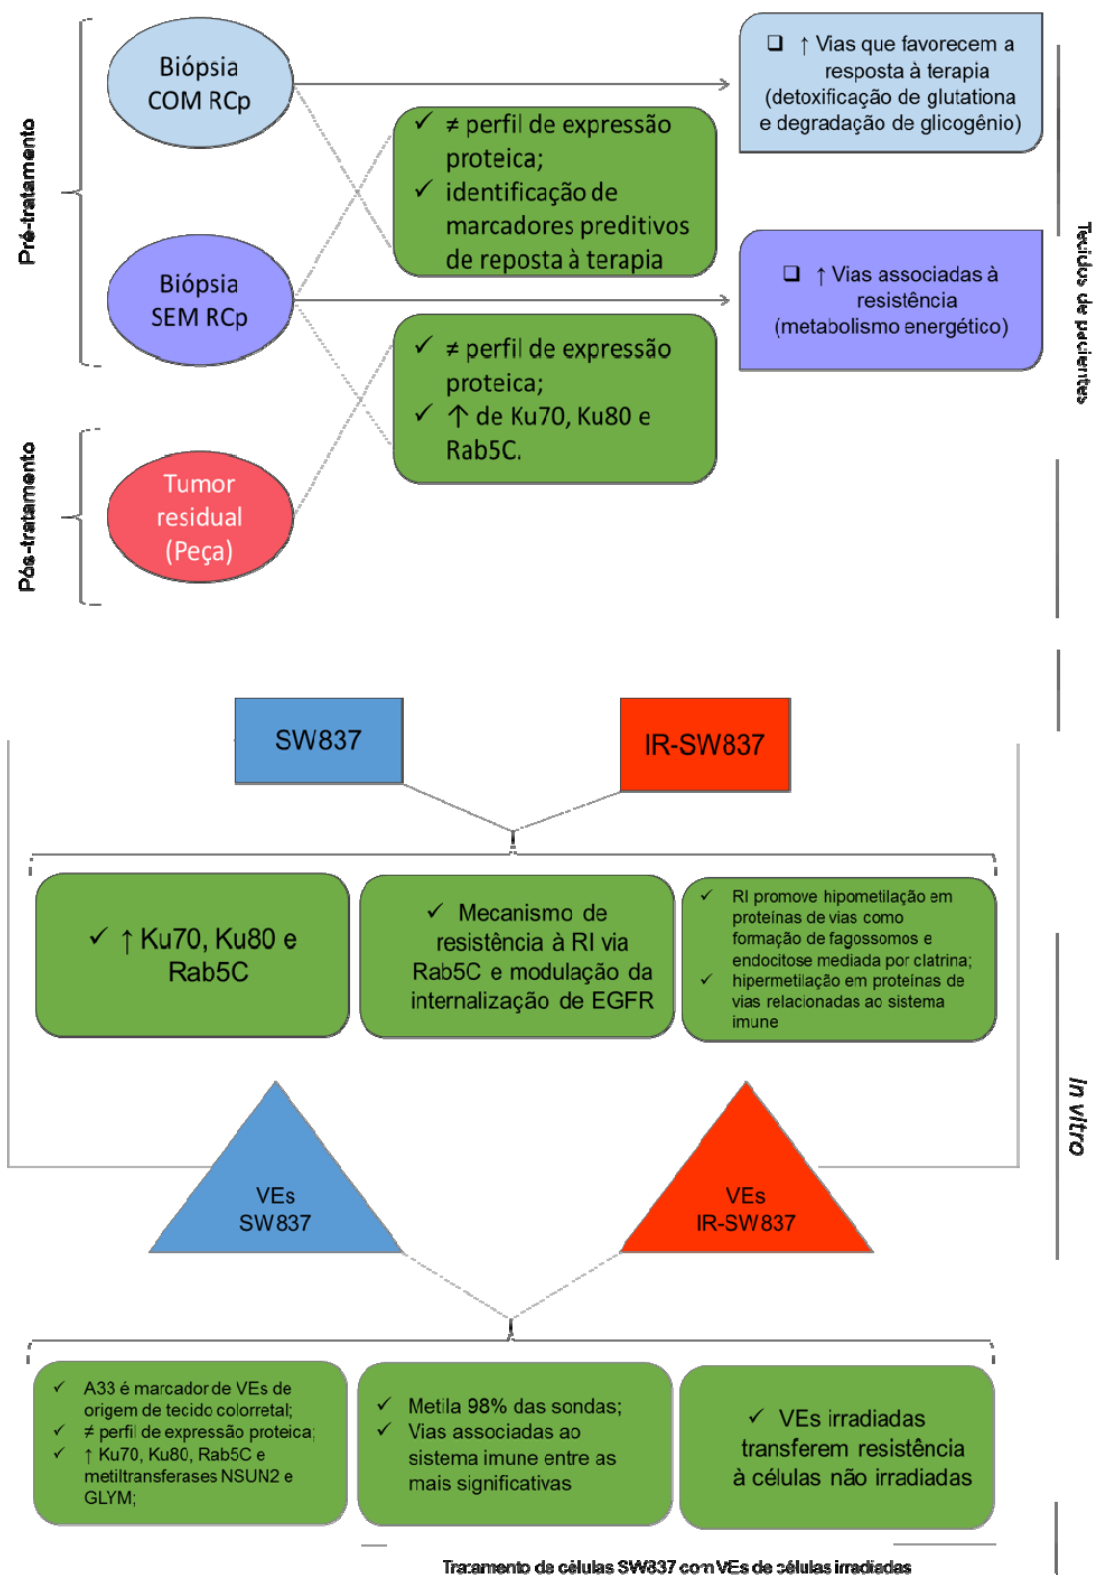 Pré-tratamento
Biópsia
COM RCp
❑ ↑ Vias que favorecem a
resposta à terapia
(detoxificação de glutationa
e degradação de glicogênio)
✓ ≠ perfil de expressão
proteica;
✓ identificação de
marcadores preditivos
de reposta à terapia
Biópsia
SEM RCp
❑ ↑ Vias associadas à
resistência
(metabolismo energético)
Tecidos de pacientes
✓ ≠ perfil de expressão
proteica;
✓ ↑ de Ku70, Ku80 e
Rab5C.
Pós-tratamento
Tumor
residual
(Peça)
SW837
IR-SW837
✓ ↑ Ku70, Ku80 e
Rab5C
✓ Mecanismo de
resistência à RI via
Rab5C e modulação da
internalização de EGFR
✓ RI promove hipometilação em
proteínas de vias como
formação de fagossomos e
endocitose mediada por clatrina;
✓ hipermetilação em proteínas de
vias relacionadas ao sistema
imune
In vitro
VEs
SW837
VEs
IR-SW837
✓ A33 é marcador de VEs de
origem de tecido colorretal;
✓ ≠ perfil de expressão proteica;
✓ ↑ Ku70, Ku80, Rab5C e
metiltransferases NSUN2 e
GLYM;
✓ Metila 98% das sondas;
✓ Vias associadas ao
sistema imune entre as
mais significativas
✓ VEs irradiadas
transferem resistência
à células não irradiadas
Tratamento de células SW837 com VEs de células irradiadas